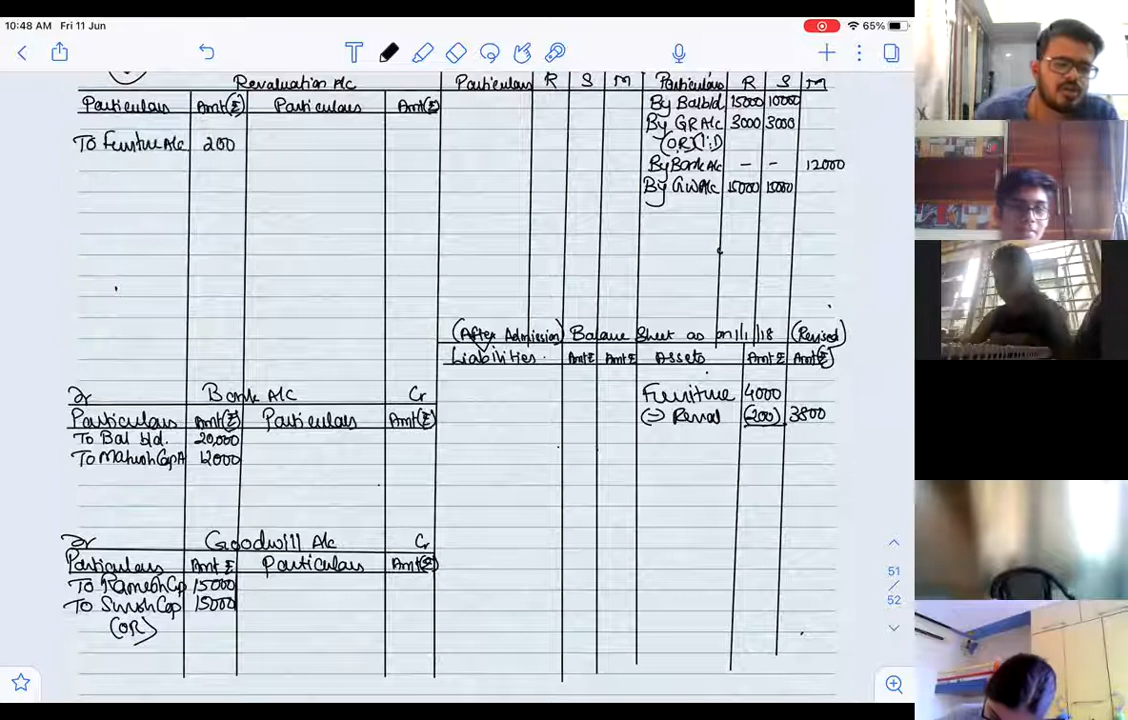 10:48 AM Fri 11 Jun
65%
Revaluation A/c
Particulars Amt(₹) Particulars Amt(₹)
To Furniture A/c 200
Particulars R S M Particulars R S M
By Bal b/d 15000 10000
By GR A/c 3000 3000
(OR) (1:1)
By Bank A/c - - 12000
By GW A/c 15000 15000
Dr Bank A/c Cr
Particulars Amt(₹) Particulars Amt(₹)
To Bal b/d. 20,000
To Mahesh Cap A 12000
Dr Goodwill A/c Cr
Particulars Amt ₹ Particulars Amt(₹)
To Ramesh Cap 15000
To Suresh Cap 15000
(OR)
(After Admission) Balance Sheet as on 1/1/18 (Revised)
Liabilities. Amt ₹ Amt ₹ Assets Amt ₹ Amt(₹)
Furniture 4000
(-) Reval (200) 3800
51
/
52